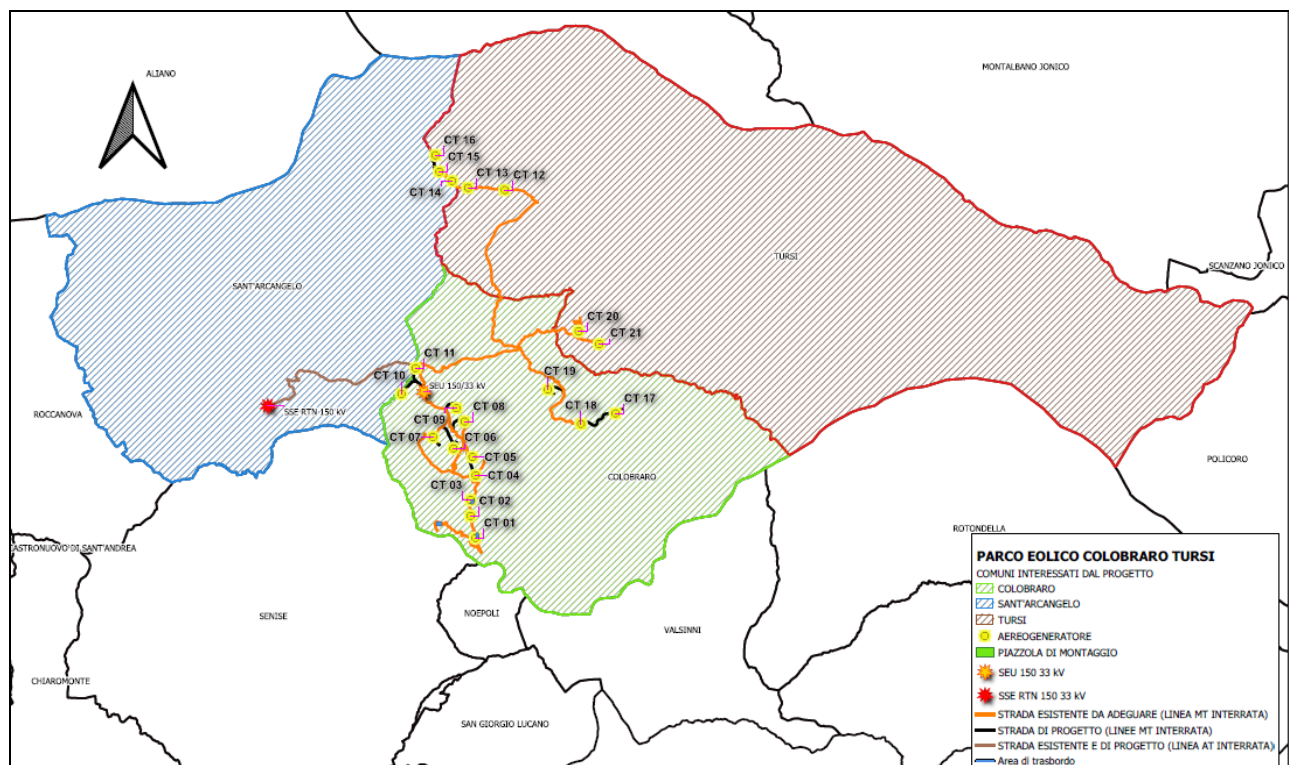 MONTALBANO JONICO
ALIANO
CT 16
CT 15
CT 13
CT 12
CT 14
TURSI
SCANZANO JONICO
SANT'ARCANGELO
CT 20
CT 21
CT 11
CT 10
SEU 150/33 kV
CT 19
SSE RTN 150 kV
ROCCANOVA
CT 09
CT 08
CT 18
CT 17
CT 07
CT 06
CT 05
POLICORO
CT 04
COLOBRARO
CT 03
CT 02
CT 01
ROTONDELLA
ASTRONUOVO DI SANT'ANDREA
NOEPOLI
SENISE
VALSINNI
CHIAROMONTE
SAN GIORGIO LUCANO
PARCO EOLICO COLOBRARO TURSI
COMUNI INTERESSATI DAL PROGETTO
COLOBRARO
SANT'ARCANGELO
TURSI
AEREOGENERATORE
PIAZZOLA DI MONTAGGIO
SEU 150 33 kV
SSE RTN 150 33 kV
STRADA ESISTENTE DA ADEGUARE (LINEA MT INTERRATA)
STRADA DI PROGETTO (LINEE MT INTERRATA)
STRADA ESISTENTE E DI PROGETTO (LINEA AT INTERRATA)
Area di trasbordo